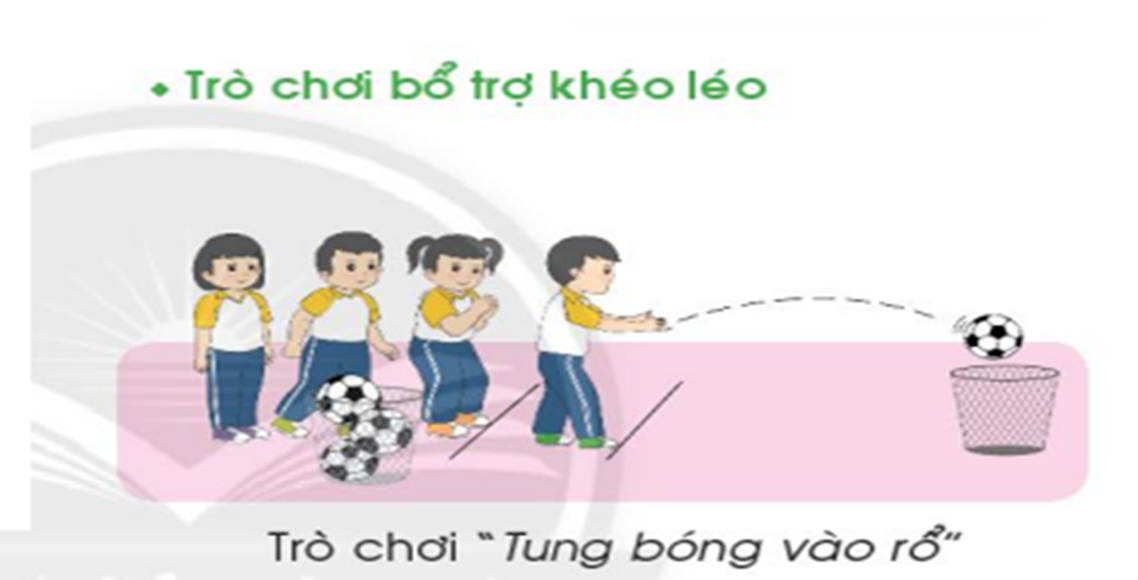 ◆ Trò chơi bổ trợ khéo léo
Trò chơi "Tung bóng vào rổ"